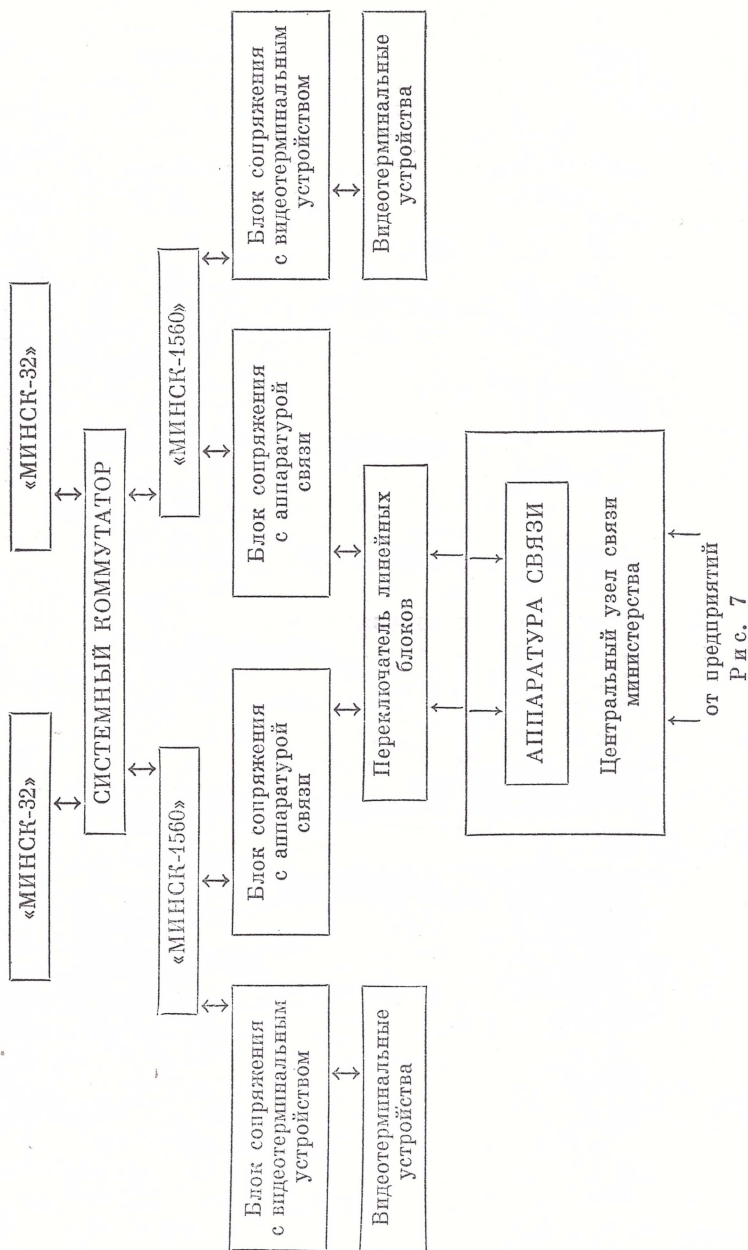 «МИНСК-32»
«МИНСК-32»
СИСТЕМНЫЙ КОММУТАТОР
«МИНСК-1560»
«МИНСК-1560»
Блок сопряжения
с видеотерминальным
устройством
Блок сопряжения
с аппаратурой
связи
Блок сопряжения
с аппаратурой
связи
Блок сопряжения
с видеотерминальным
устройством
Видеотерминальные
устройства
Переключатель линейных
блоков
Видеотерминальные
устройства
АППАРАТУРА СВЯЗИ
Центральный узел связи
министерства
от предприятий
Рис. 7